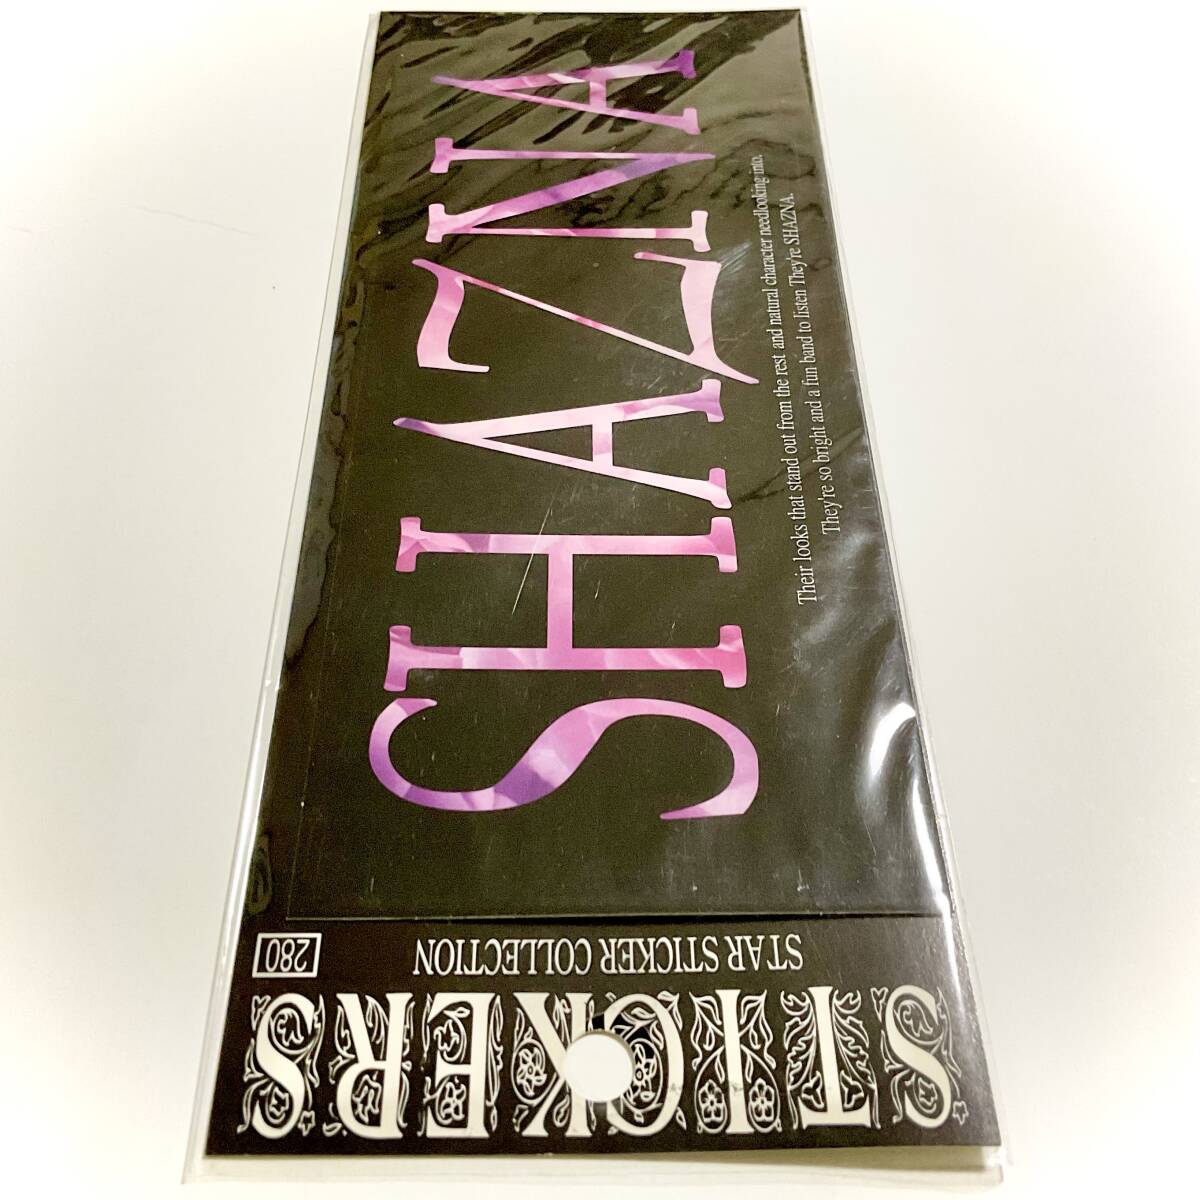 STICKERS
STAR STICKER COLLECTION
280
SHAZNA
Their looks that stand out from the rest and natural character needlooking-into.
They're so bright and a fun band to listen They're SHAZNA.